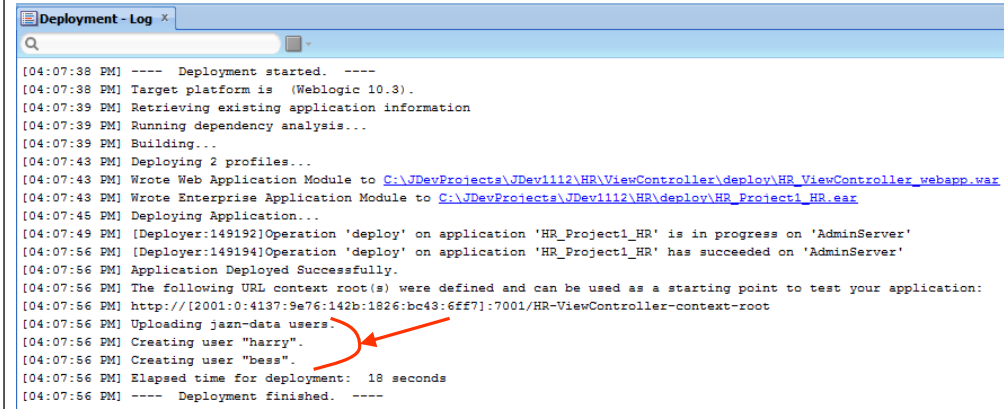 Deployment - Log
[04:07:38 PM] ----  Deployment started.  ----
[04:07:38 PM] Target platform is  (Weblogic 10.3).
[04:07:39 PM] Retrieving existing application information
[04:07:39 PM] Running dependency analysis...
[04:07:39 PM] Building...
[04:07:43 PM] Deploying 2 profiles...
[04:07:43 PM] Wrote Web Application Module to C:\JDevProjects\JDev1112\HR\ViewController\deploy\HR_ViewController_webapp.war
[04:07:43 PM] Wrote Enterprise Application Module to C:\JDevProjects\JDev1112\HR\deploy\HR_Project1_HR.ear
[04:07:45 PM] Deploying Application...
[04:07:49 PM] [Deployer:149192]Operation 'deploy' on application 'HR_Project1_HR' is in progress on 'AdminServer'
[04:07:56 PM] [Deployer:149194]Operation 'deploy' on application 'HR_Project1_HR' has succeeded on 'AdminServer'
[04:07:56 PM] Application Deployed Successfully.
[04:07:56 PM] The following URL context root(s) were defined and can be used as a starting point to test your application:
[04:07:56 PM] http://[2001:0:4137:9e76:142b:1826:bc43:6ff7]:7001/HR-ViewController-context-root
[04:07:56 PM] Uploading jazn-data users.
[04:07:56 PM] Creating user "harry".
[04:07:56 PM] Creating user "bess".
[04:07:56 PM] Elapsed time for deployment:  18 seconds
[04:07:56 PM] ----  Deployment finished.  ----